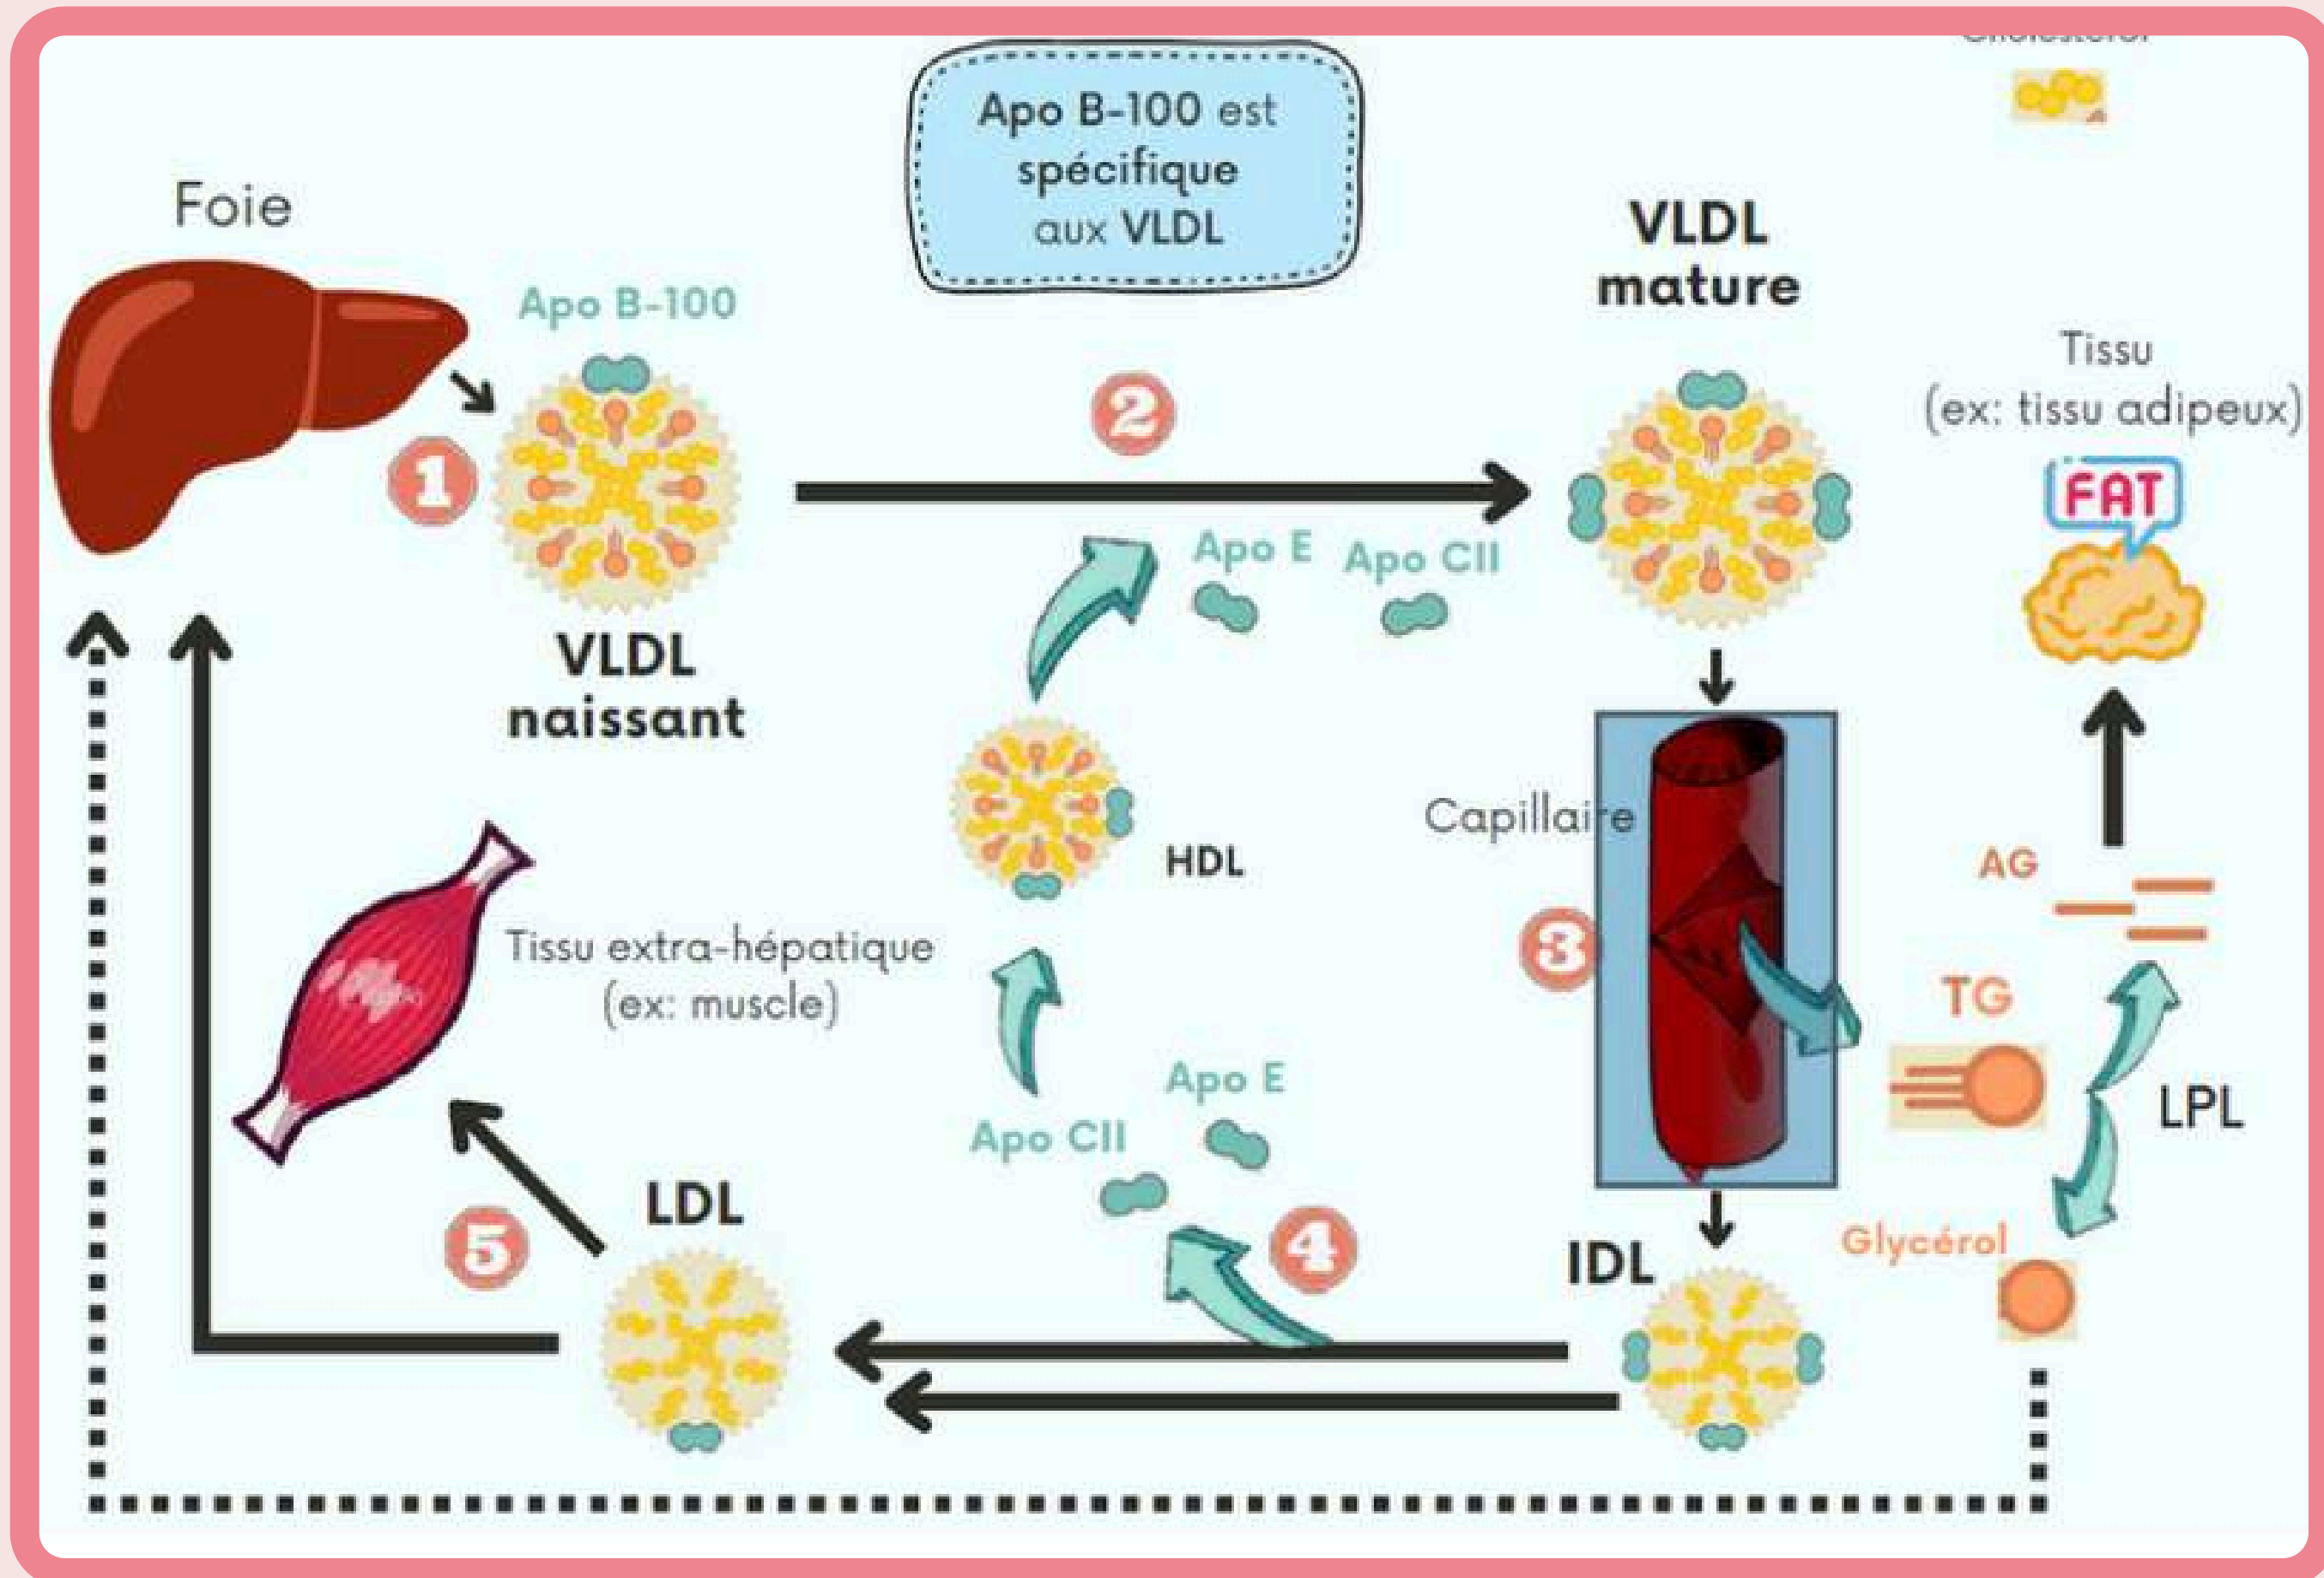 Cholestérol
Apo B-100 est
spécifique
aux VLDL
Foie
Apo B-100
1
VLDL
naissant
2
VLDL
mature
Tissu
(ex: tissu adipeux)
FAT
Apo E
Apo CII
HDL
Capillaire
3
AG
TG
LPL
Glycérol
Tissu extra-hépatique
(ex: muscle)
Apo E
Apo CII
4
IDL
LDL
5